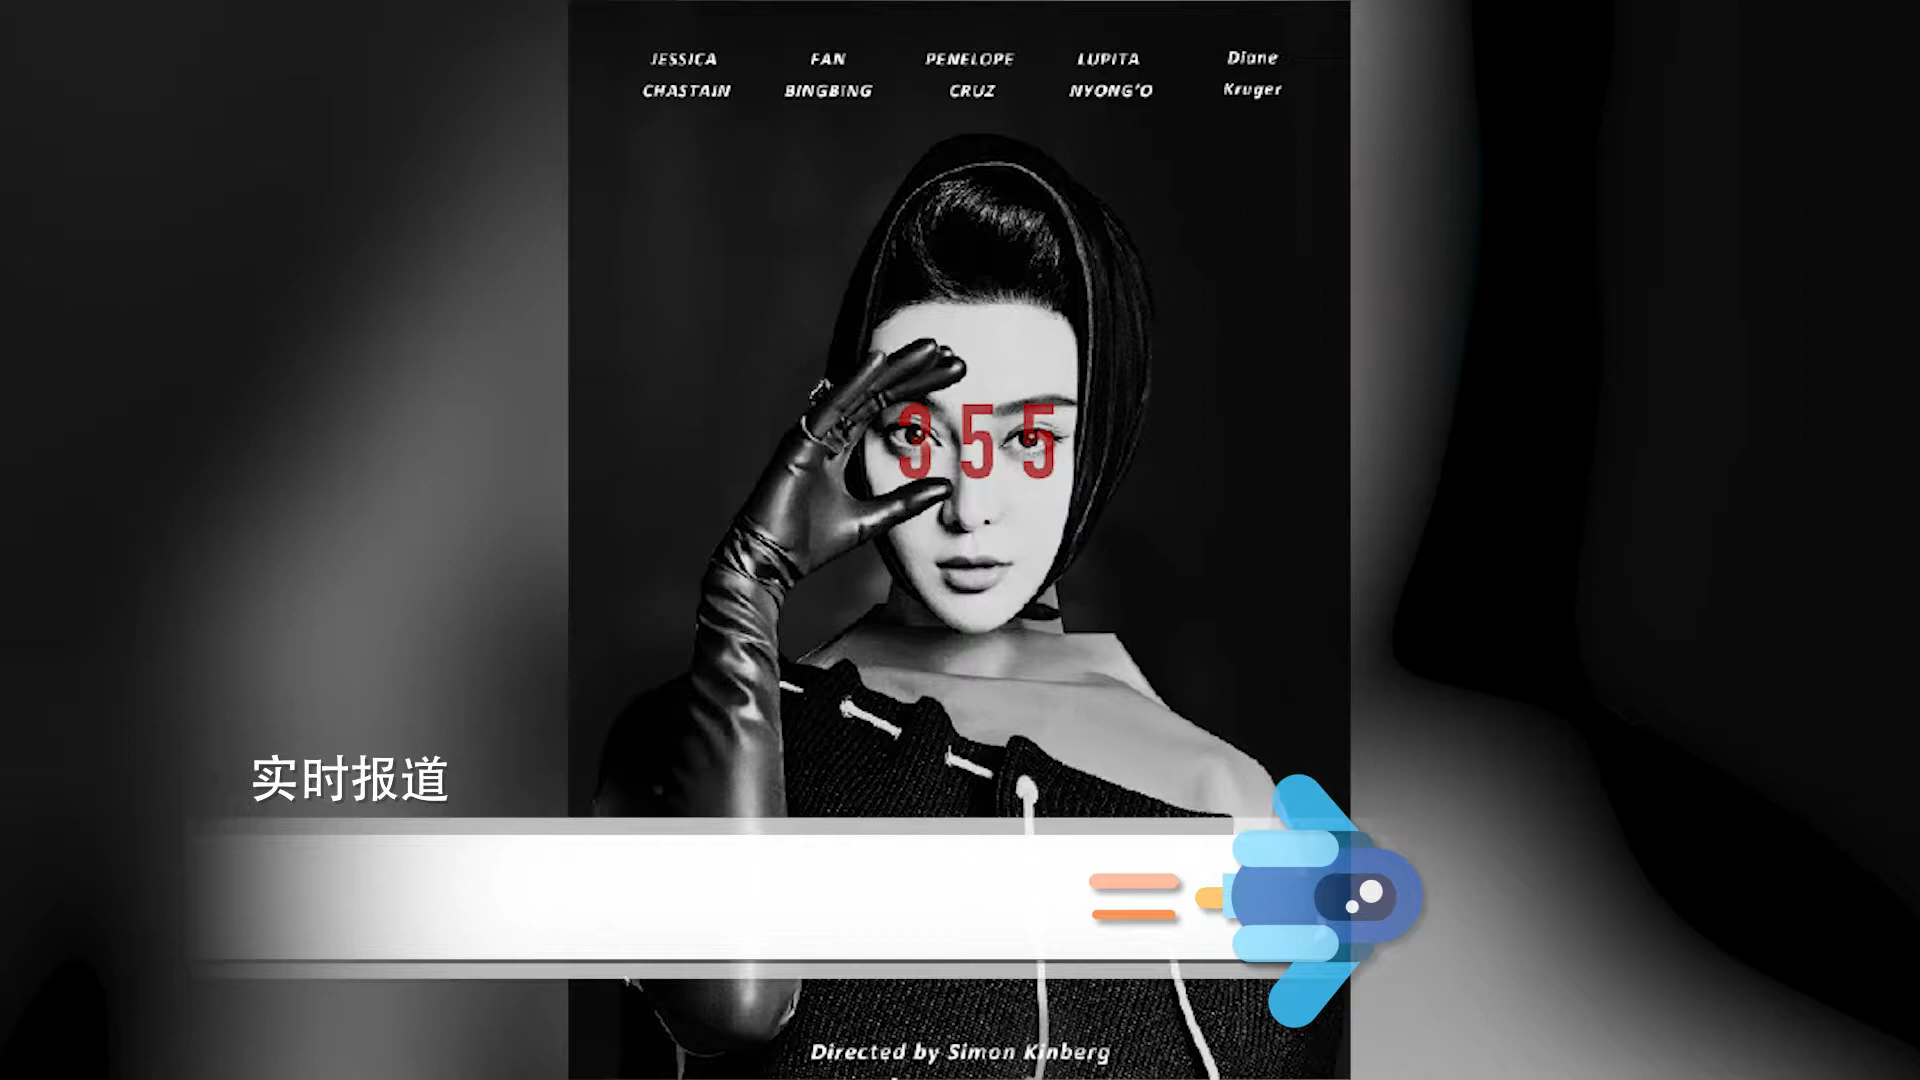 JESSICA FAN PENELOPE LUPITA Diane
CHASTAIN BINGBING CRUZ NYONG'O Kruger
355
实时报道
Directed by Simon Kinberg